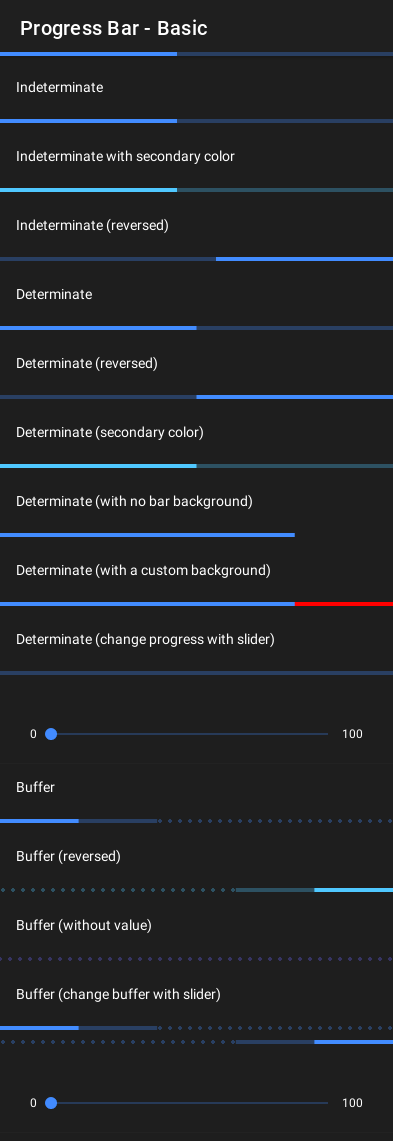 Progress Bar - Basic
Indeterminate
Indeterminate with secondary color
Indeterminate (reversed)
Determinate
Determinate (reversed)
Determinate (secondary color)
Determinate (with no bar background)
Determinate (with a custom background)
Determinate (change progress with slider)
0 100
Buffer
Buffer (reversed)
Buffer (without value)
Buffer (change buffer with slider)
0 100